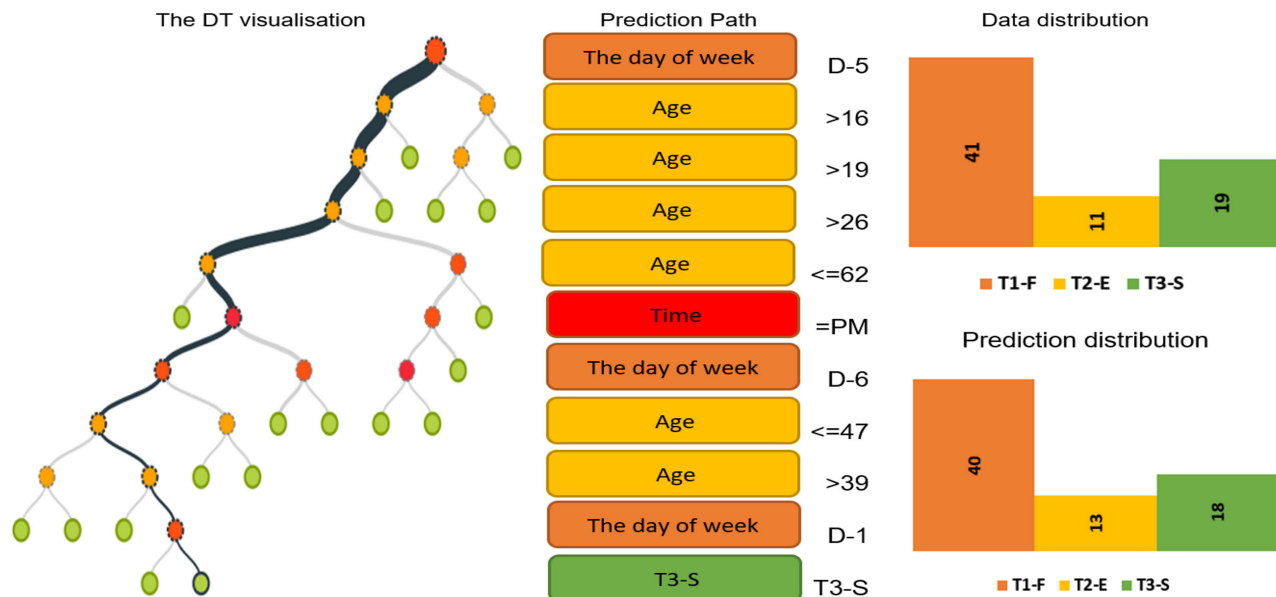 The DT visualisation
Prediction Path
The day of week D-5
Age >16
Age >19
Age >26
Age <=62
Time =PM
The day of week D-6
Age <=47
Age >39
The day of week D-1
T3-S T3-S
Data distribution
41 11 19
T1-F T2-E T3-S
Prediction distribution
40 13 18
T1-F T2-E T3-S